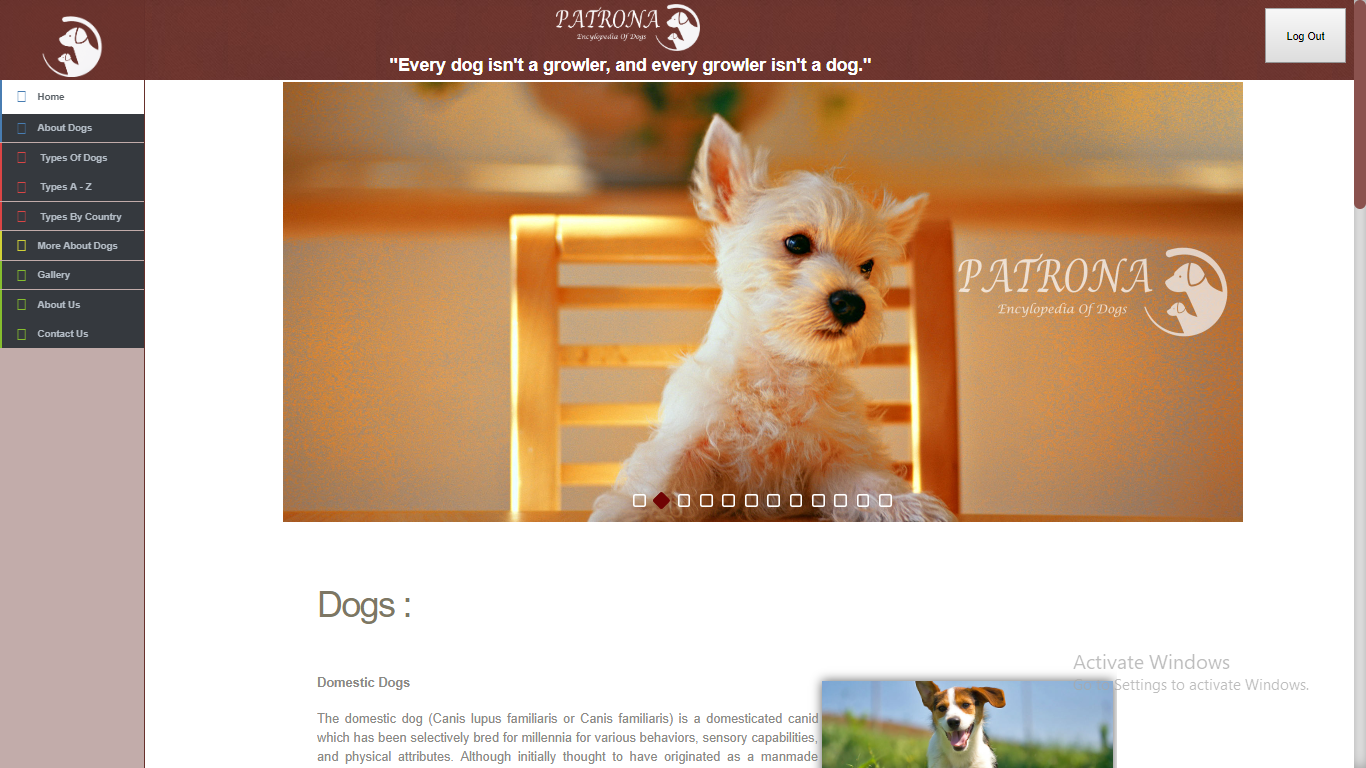 PATRONA
Encylopedia Of Dogs
"Every dog isn't a growler, and every growler isn't a dog."
Log Out
Home
About Dogs
Types Of Dogs
Types A - Z
Types By Country
More About Dogs
Gallery
About Us
Contact Us
PATRONA
Encylopedia Of Dogs
Dogs :
Domestic Dogs
The domestic dog (Canis lupus familiaris or Canis familiaris) is a domesticated canid
which has been selectively bred for millennia for various behaviors, sensory capabilities,
and physical attributes. Although initially thought to have originated as a manmade
Activate Windows
Settings to activate Windows.